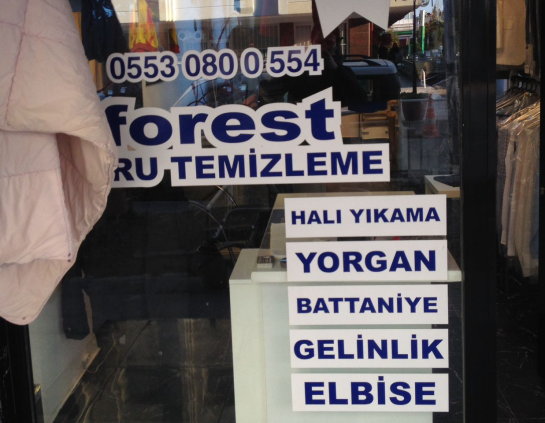 0553 080 0 554
forest
RU TEMİZLEME
HALI YIKAMA
YORGAN
BATTANİYE
GELİNLİK
ELBİSE